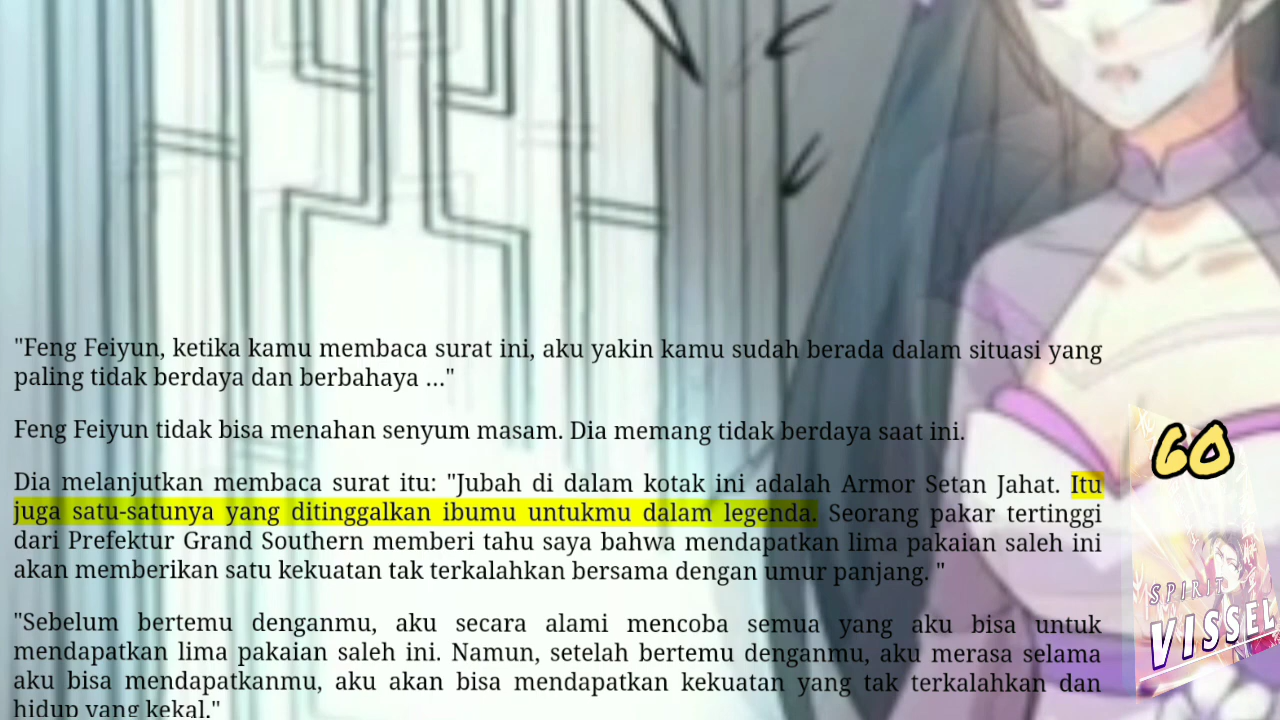 "Feng Feiyun, ketika kamu membaca surat ini, aku yakin kamu sudah berada dalam situasi yang
paling tidak berdaya dan berbahaya ..."
Feng Feiyun tidak bisa menahan senyum masam. Dia memang tidak berdaya saat ini.
Dia melanjutkan membaca surat itu: "Jubah di dalam kotak ini adalah Armor Setan Jahat. Itu
juga satu-satunya yang ditinggalkan ibumu untukmu dalam legenda. Seorang pakar tertinggi
dari Prefektur Grand Southern memberi tahu saya bahwa mendapatkan lima pakaian saleh ini
akan memberikan satu kekuatan tak terkalahkan bersama dengan umur panjang. "
"Sebelum bertemu denganmu, aku secara alami mencoba semua yang aku bisa untuk
mendapatkan lima pakaian saleh ini. Namun, setelah bertemu denganmu, aku merasa selama
aku bisa mendapatkanmu, aku akan bisa mendapatkan kekuatan yang tak terkalahkan dan
hidup yang kekal."
60
SPIRIT
VISSEL